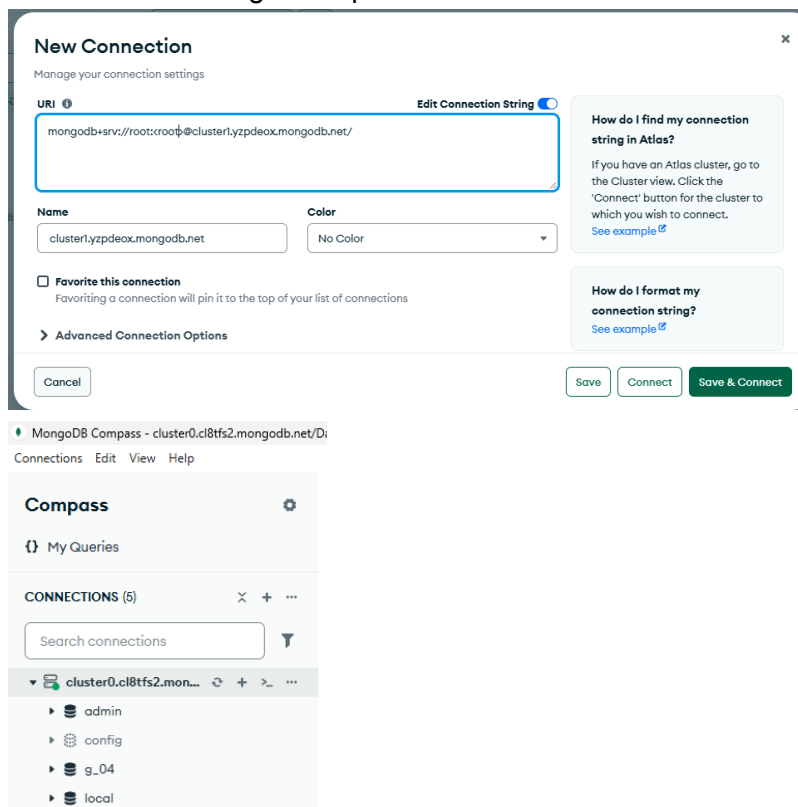 New Connection
Manage your connection settings
URI
Edit Connection String
mongodb+srv://root:<root>@cluster1.yzpdeox.mongodb.net/
Name
Color
cluster1.yzpdeox.mongodb.net
No Color
Favorite this connection
Favoriting a connection will pin it to the top of your list of connections
Advanced Connection Options
How do I find my connection
string in Atlas?
If you have an Atlas cluster, go to
the Cluster view. Click the
'Connect' button for the cluster to
which you wish to connect.
See example
How do I format my
connection string?
See example
Cancel
Save
Connect
Save & Connect
MongoDB Compass - cluster0.cl8tfs2.mongodb.net/Da
Connections Edit View Help
Compass
{} My Queries
CONNECTIONS (5)
Search connections
cluster0.cl8tfs2.mon...
admin
config
g_04
local